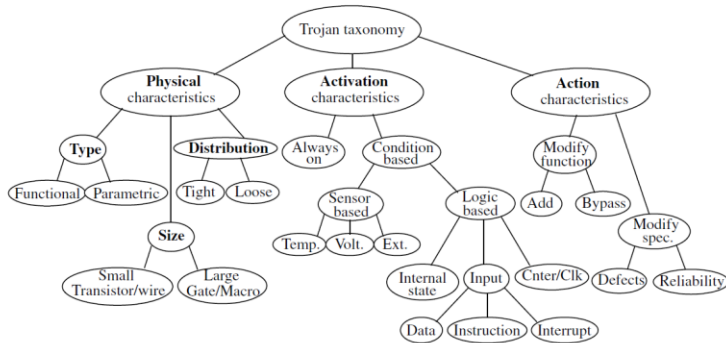 Trojan taxonomy
Physical
characteristics
Activation
characteristics
Action
characteristics
Type
Distribution
Always
on
Condition
based
Modify
function
Functional
Parametric
Tight
Loose
Sensor
based
Logic
based
Add
Bypass
Size
Temp.
Volt.
Ext.
Modify
spec.
Small
Transistor/wire
Large
Gate/Macro
Internal
state
Input
Cnter/Clk
Defects
Reliability
Data
Instruction
Interrupt